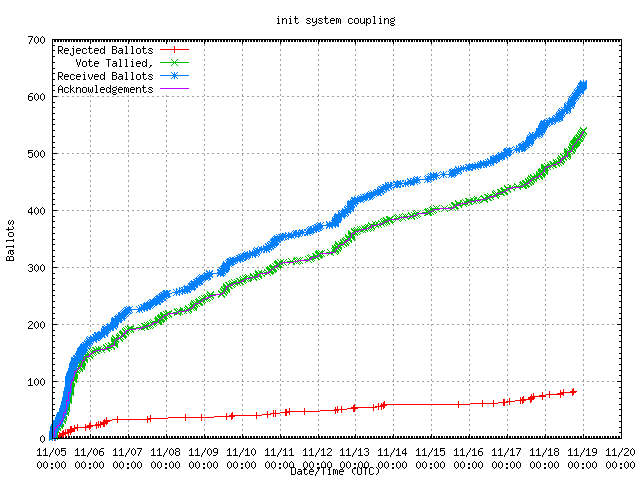 init system coupling
700
600
500
400
300
200
100
0
Ballots
Rejected Ballots
Vote Tallied,
Received Ballots
Acknowledgements
11/05 11/06 11/07 11/08 11/09 11/10 11/11 11/12 11/13 11/14 11/15 11/16 11/17 11/18 11/19 11/20
00:00 00:00 00:00 00:00 00:00 00:00 00:00 00:00 00:00 00:00 00:00 00:00 00:00 00:00 00:00 00:00
Date/Time (UTC)